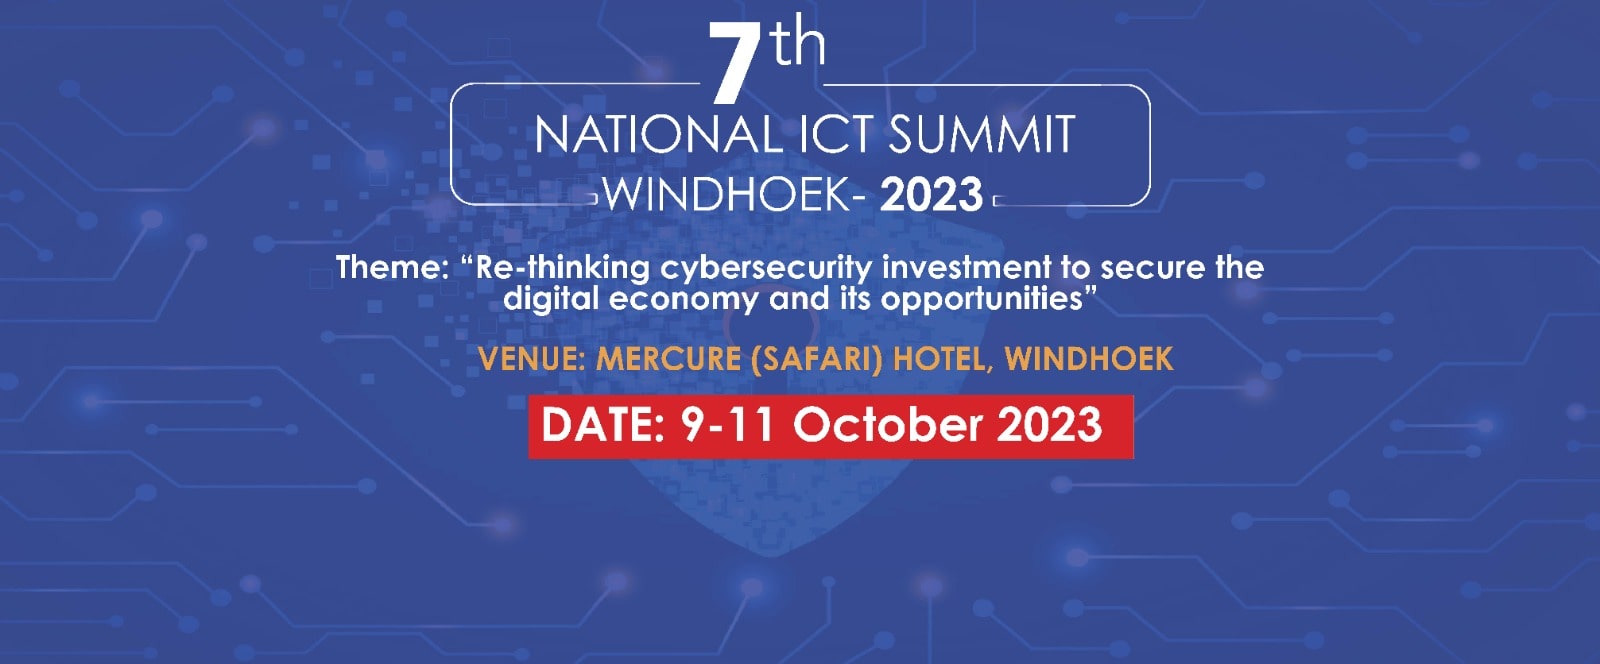 7th
NATIONAL ICT SUMMIT
WINDHOEK- 2023
Theme: “Re-thinking cybersecurity investment to secure the
digital economy and its opportunities”
VENUE: MERCURE (SAFARI) HOTEL, WINDHOEK
DATE: 9-11 October 2023